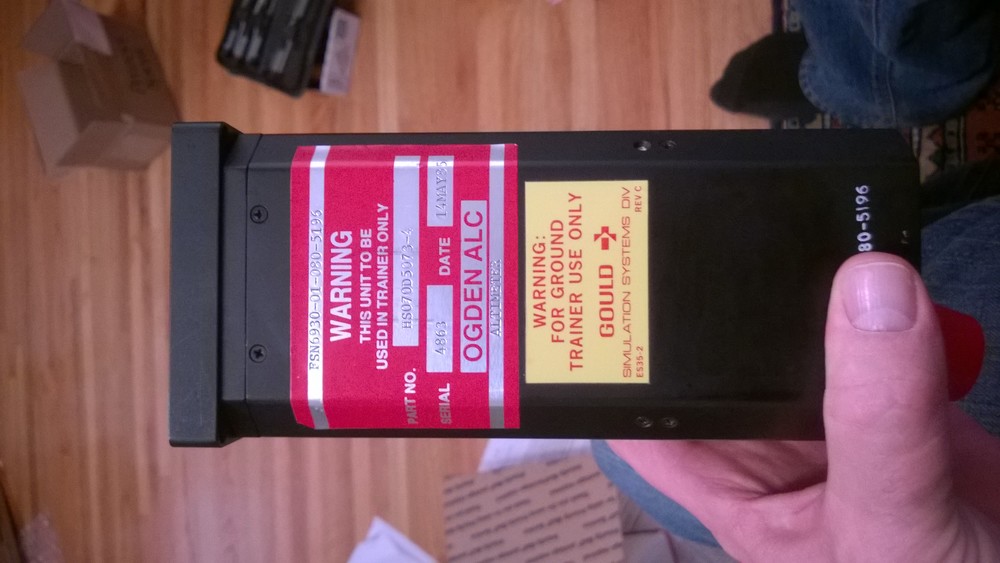 FSN6930-01-080-5196
WARNING
THIS UNIT TO BE
USED IN TRAINER ONLY
PART NO. HS070D5073-4
SERIAL 4863 DATE 14MAY85
OGDEN ALC
ALTIMETER
WARNING:
FOR GROUND
TRAINER USE ONLY
GOULD
SIMULATION SYSTEMS DIV
ES35-2 REV C
80-5196